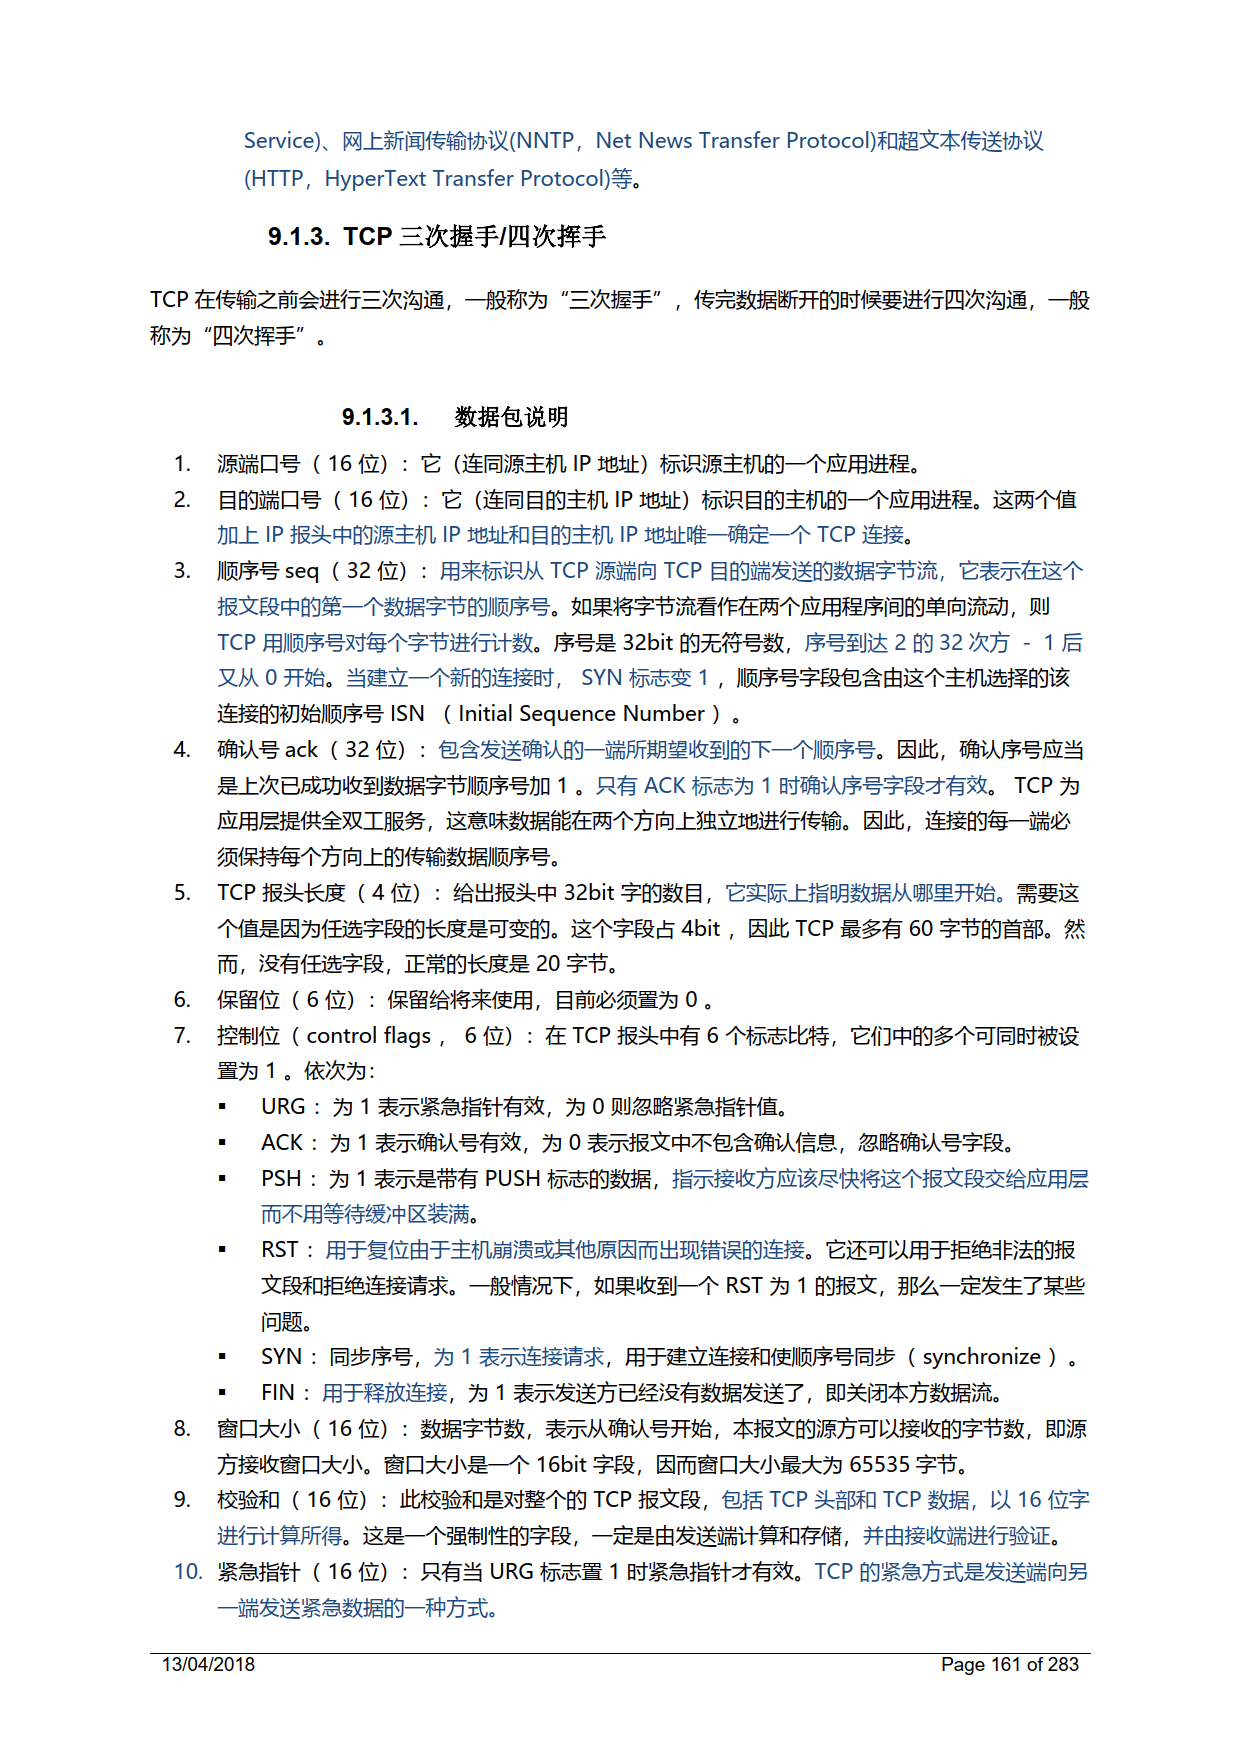 Service)、网上新闻传输协议(NNTP，Net News Transfer Protocol)和超文本传送协议
(HTTP，HyperText Transfer Protocol)等。
9.1.3. TCP 三次握手/四次挥手
TCP 在传输之前会进行三次沟通，一般称为“三次握手”，传完数据断开的时候要进行四次沟通，一般
称为“四次挥手”。
9.1.3.1. 数据包说明
1. 源端口号（ 16 位）：它（连同源主机 IP 地址）标识源主机的一个应用进程。
2. 目的端口号（ 16 位）：它（连同目的主机 IP 地址）标识目的主机的一个应用进程。这两个值
加上 IP 报头中的源主机 IP 地址和目的主机 IP 地址唯一确定一个 TCP 连接。
3. 顺序号 seq（ 32 位）：用来标识从 TCP 源端向 TCP 目的端发送的数据字节流，它表示在这个
报文段中的第一个数据字节的顺序号。如果将字节流看作在两个应用程序间的单向流动，则
TCP 用顺序号对每个字节进行计数。序号是 32bit 的无符号数，序号到达 2 的 32 次方 － 1 后
又从 0 开始。当建立一个新的连接时， SYN 标志变 1 ，顺序号字段包含由这个主机选择的该
连接的初始顺序号 ISN （ Initial Sequence Number ）。
4. 确认号 ack（ 32 位）：包含发送确认的一端所期望收到的下一个顺序号。因此，确认序号应当
是上次已成功收到数据字节顺序号加 1 。只有 ACK 标志为 1 时确认序号字段才有效。 TCP 为
应用层提供全双工服务，这意味数据能在两个方向上独立地进行传输。因此，连接的每一端必
须保持每个方向上的传输数据顺序号。
5. TCP 报头长度（ 4 位）：给出报头中 32bit 字的数目，它实际上指明数据从哪里开始。需要这
个值是因为任选字段的长度是可变的。这个字段占 4bit ，因此 TCP 最多有 60 字节的首部。然
而，没有任选字段，正常的长度是 20 字节。
6. 保留位（ 6 位）：保留给将来使用，目前必须置为 0 。
7. 控制位（ control flags ， 6 位）：在 TCP 报头中有 6 个标志比特，它们中的多个可同时被设
置为 1 。依次为：
▪ URG ：为 1 表示紧急指针有效，为 0 则忽略紧急指针值。
▪ ACK ：为 1 表示确认号有效，为 0 表示报文中不包含确认信息，忽略确认号字段。
▪ PSH ：为 1 表示是带有 PUSH 标志的数据，指示接收方应该尽快将这个报文段交给应用层
而不用等待缓冲区装满。
▪ RST ：用于复位由于主机崩溃或其他原因而出现错误的连接。它还可以用于拒绝非法的报
文段和拒绝连接请求。一般情况下，如果收到一个 RST 为 1 的报文，那么一定发生了某些
问题。
▪ SYN ：同步序号，为 1 表示连接请求，用于建立连接和使顺序号同步（ synchronize ）。
▪ FIN ：用于释放连接，为 1 表示发送方已经没有数据发送了，即关闭本方数据流。
8. 窗口大小（ 16 位）：数据字节数，表示从确认号开始，本报文的源方可以接收的字节数，即源
方接收窗口大小。窗口大小是一个 16bit 字段，因而窗口大小最大为 65535 字节。
9. 校验和（ 16 位）：此校验和是对整个的 TCP 报文段，包括 TCP 头部和 TCP 数据，以 16 位字
进行计算所得。这是一个强制性的字段，一定是由发送端计算和存储，并由接收端进行验证。
10. 紧急指针（ 16 位）：只有当 URG 标志置 1 时紧急指针才有效。TCP 的紧急方式是发送端向另
一端发送紧急数据的一种方式。
13/04/2018 Page 161 of 283